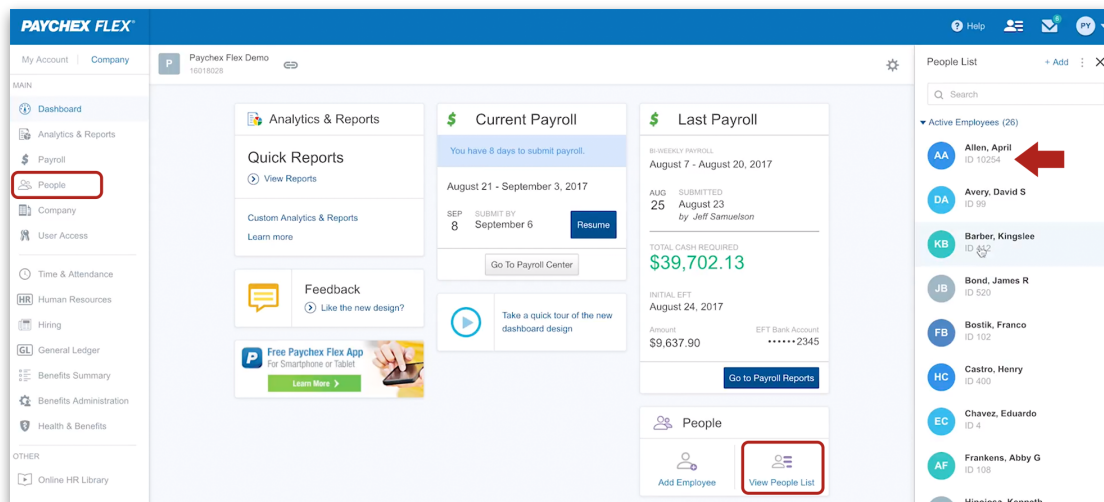 PAYCHEX FLEX®
Help
6
PY
My Account
Company
MAIN
Dashboard
Analytics & Reports
Payroll
People
Company
User Access
Time & Attendance
HR Human Resources
Hiring
GL General Ledger
Benefits Summary
Benefits Administration
Health & Benefits
OTHER
Online HR Library
P
Paychex Flex Demo
16018028
Analytics & Reports
Quick Reports
View Reports
Custom Analytics & Reports
Learn more
Feedback
Like the new design?
P
Free Paychex Flex App
For Smartphone or Tablet
Learn More
$ Current Payroll
You have 8 days to submit payroll.
August 21 - September 3, 2017
SEP
8
SUBMIT BY
September 6
Resume
Go To Payroll Center
Take a quick tour of the new
dashboard design
$ Last Payroll
BI-WEEKLY PAYROLL
August 7 - August 20, 2017
AUG
25
SUBMITTED
August 23
by Jeff Samuelson
TOTAL CASH REQUIRED
$39,702.13
INITIAL EFT
August 24, 2017
Amount
EFT Bank Account
$9,637.90
••••••2345
Go to Payroll Reports
People
Add Employee
View People List
People List
+ Add
Search
Active Employees (26)
AA
Allen, April
ID 10254
DA
Avery, David S
ID 99
KB
Barber, Kingslee
ID
JB
Bond, James R
ID 520
FB
Bostik, Franco
ID 102
HC
Castro, Henry
ID 400
EC
Chavez, Eduardo
ID 4
AF
Frankens, Abby G
ID 108